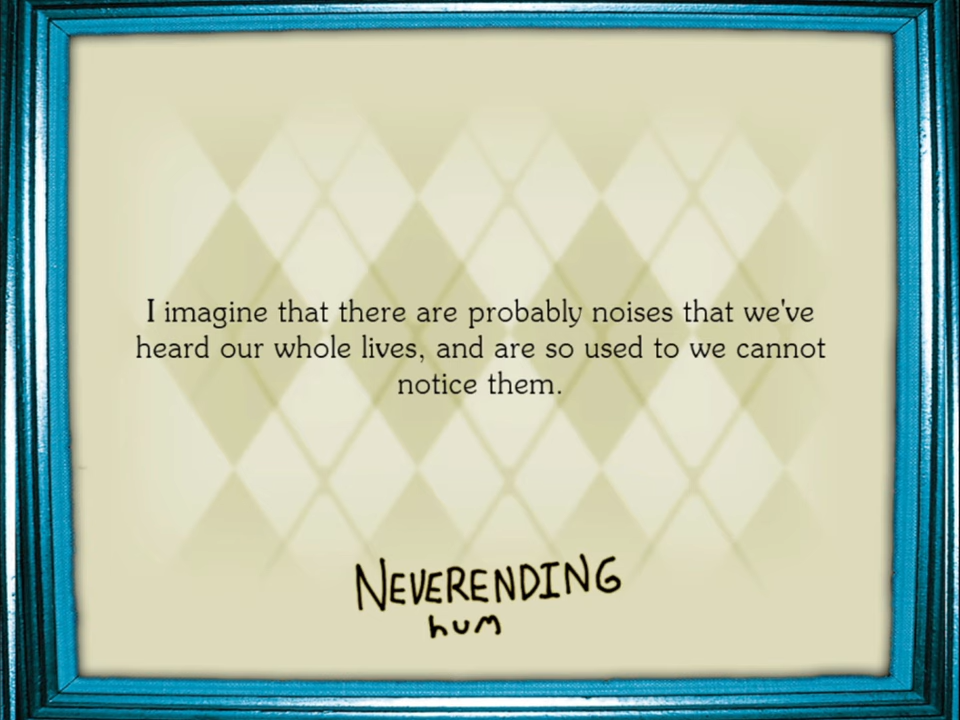 I imagine that there are probably noises that we've
heard our whole lives, and are so used to we cannot
notice them.
NEVERENDING
hum